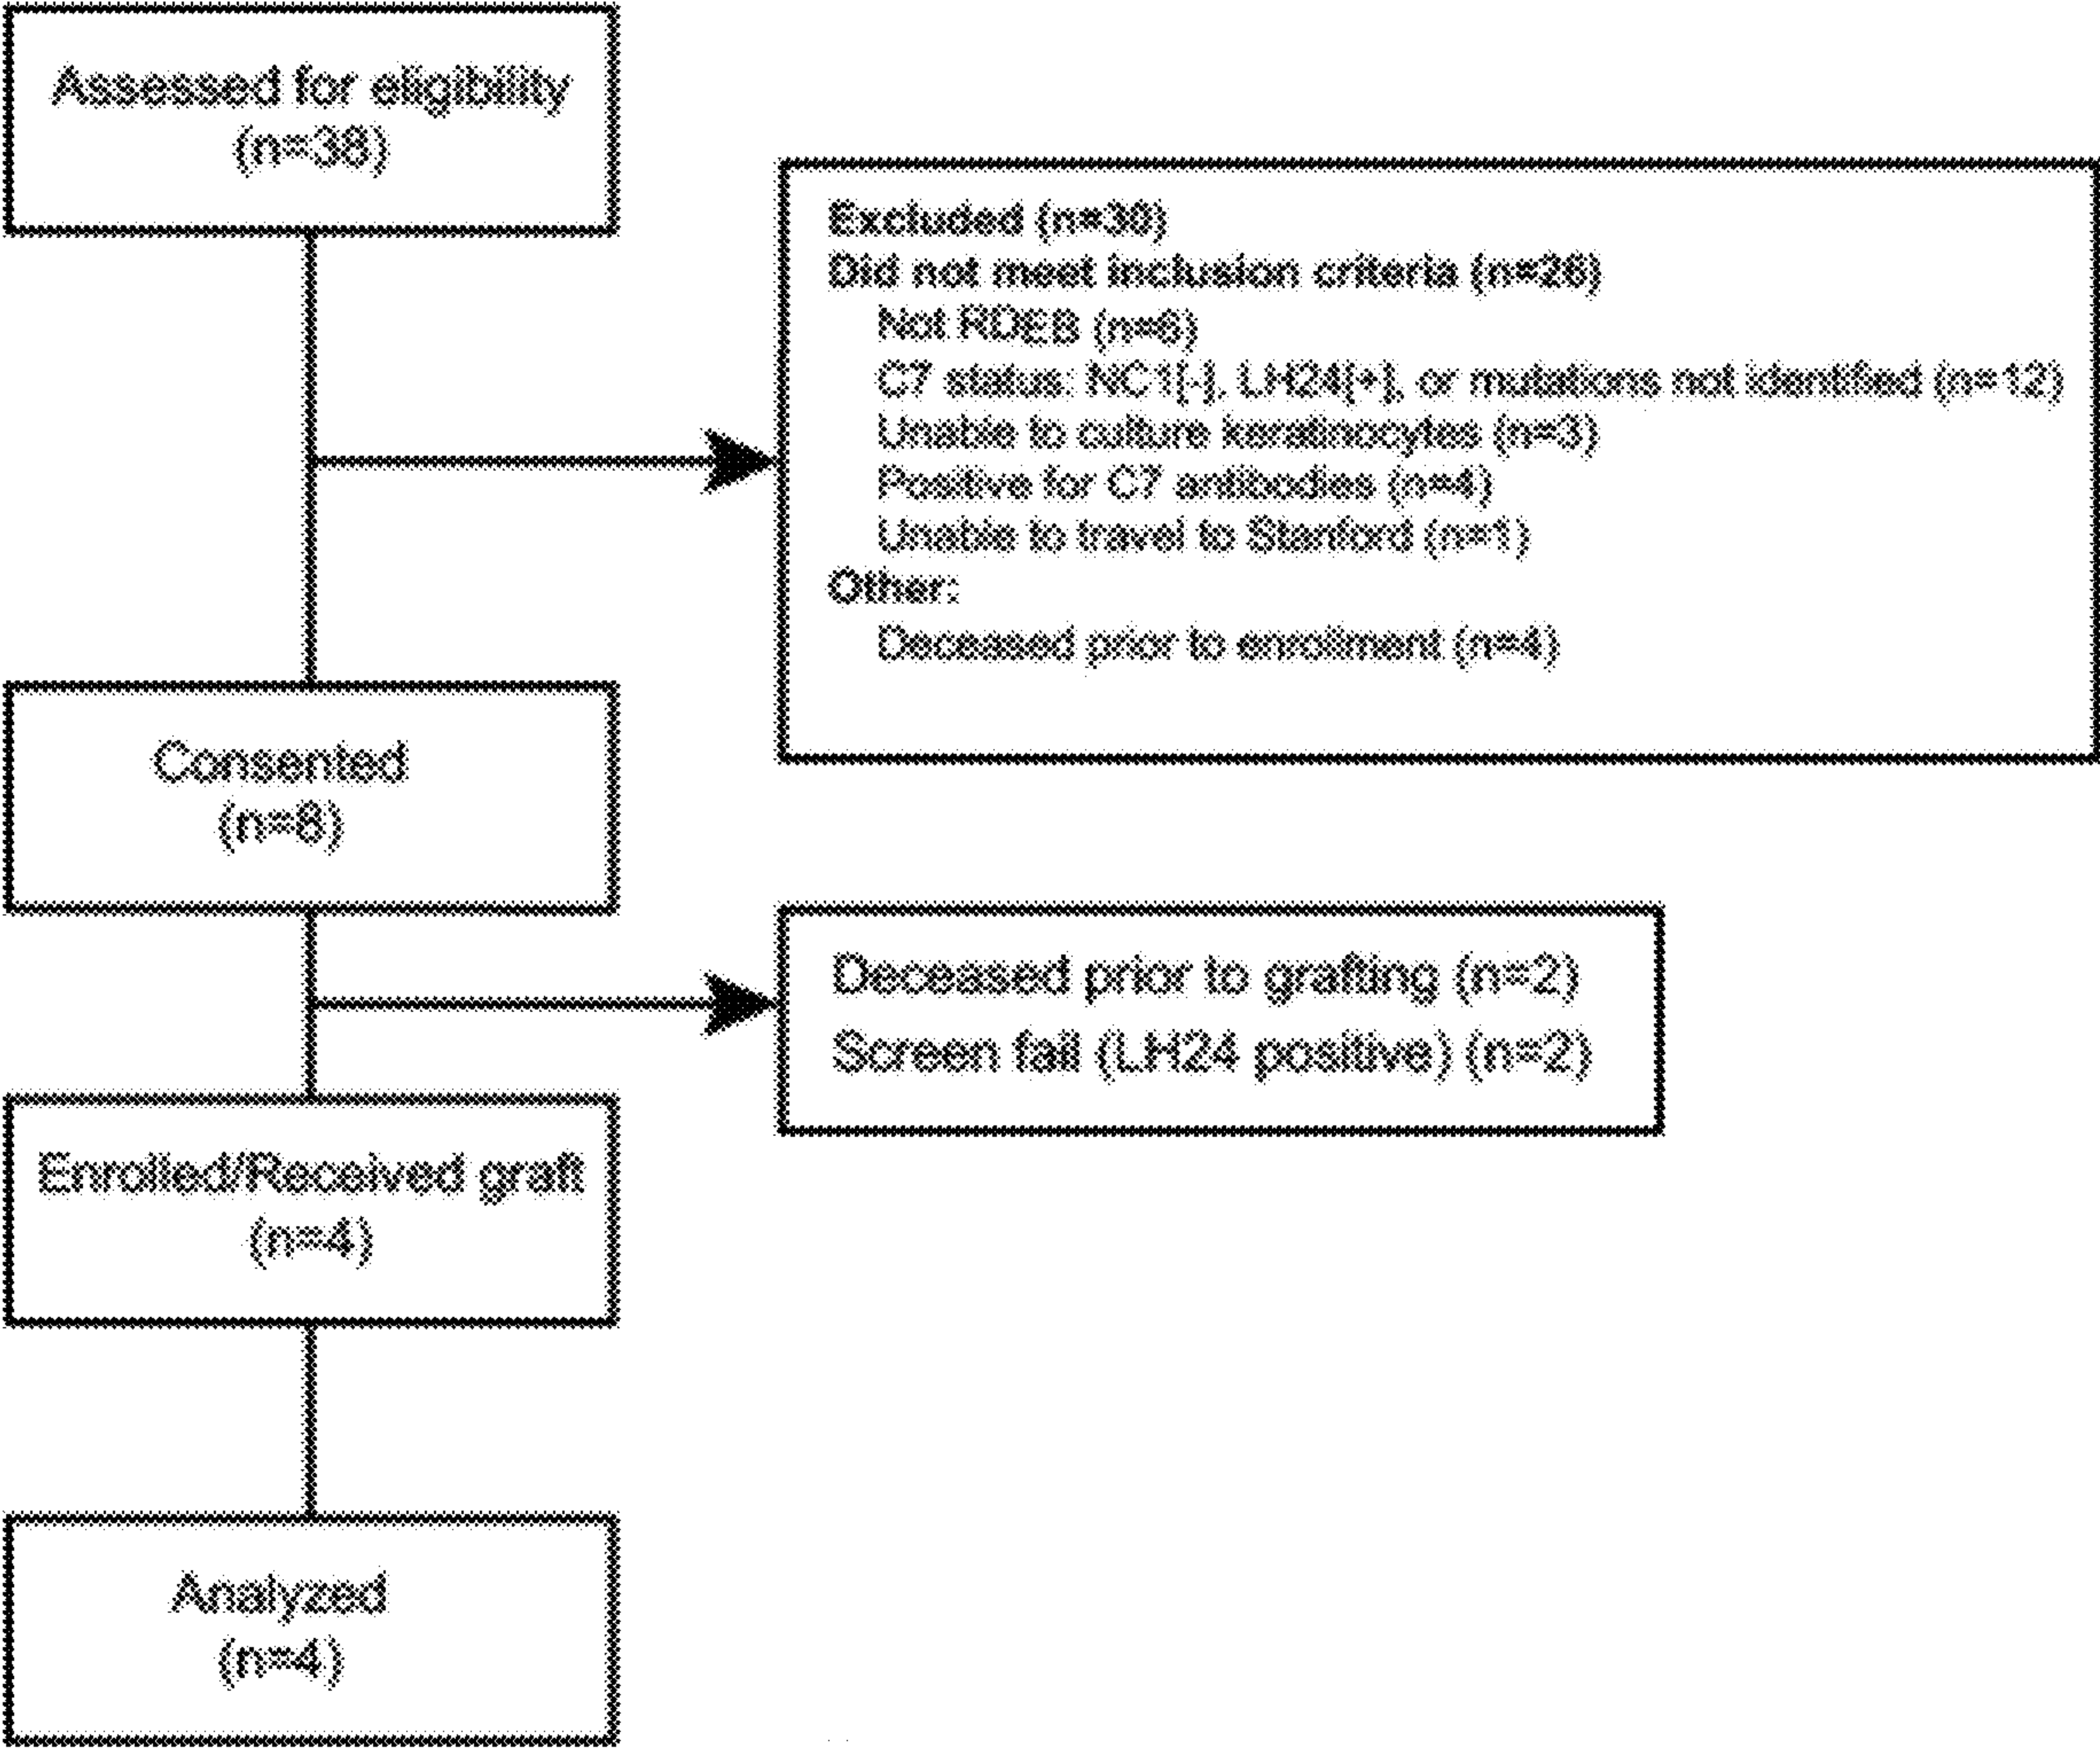 Assessed for eligibility
(n=38)
Excluded (n=30)
Did not meet inclusion criteria (n=26)
Not RDEB (n=6)
C7 status: NC1[-], LH24[+], or mutations not identified (n=12)
Unable to culture keratinocytes (n=3)
Positive for C7 antibodies (n=4)
Unable to travel to Stanford (n=1)
Other:
Deceased prior to enrollment (n=4)
Consented
(n=8)
Deceased prior to grafting (n=2)
Screen fail (LH24 positive) (n=2)
Enrolled/Received graft
(n=4)
Analyzed
(n=4)